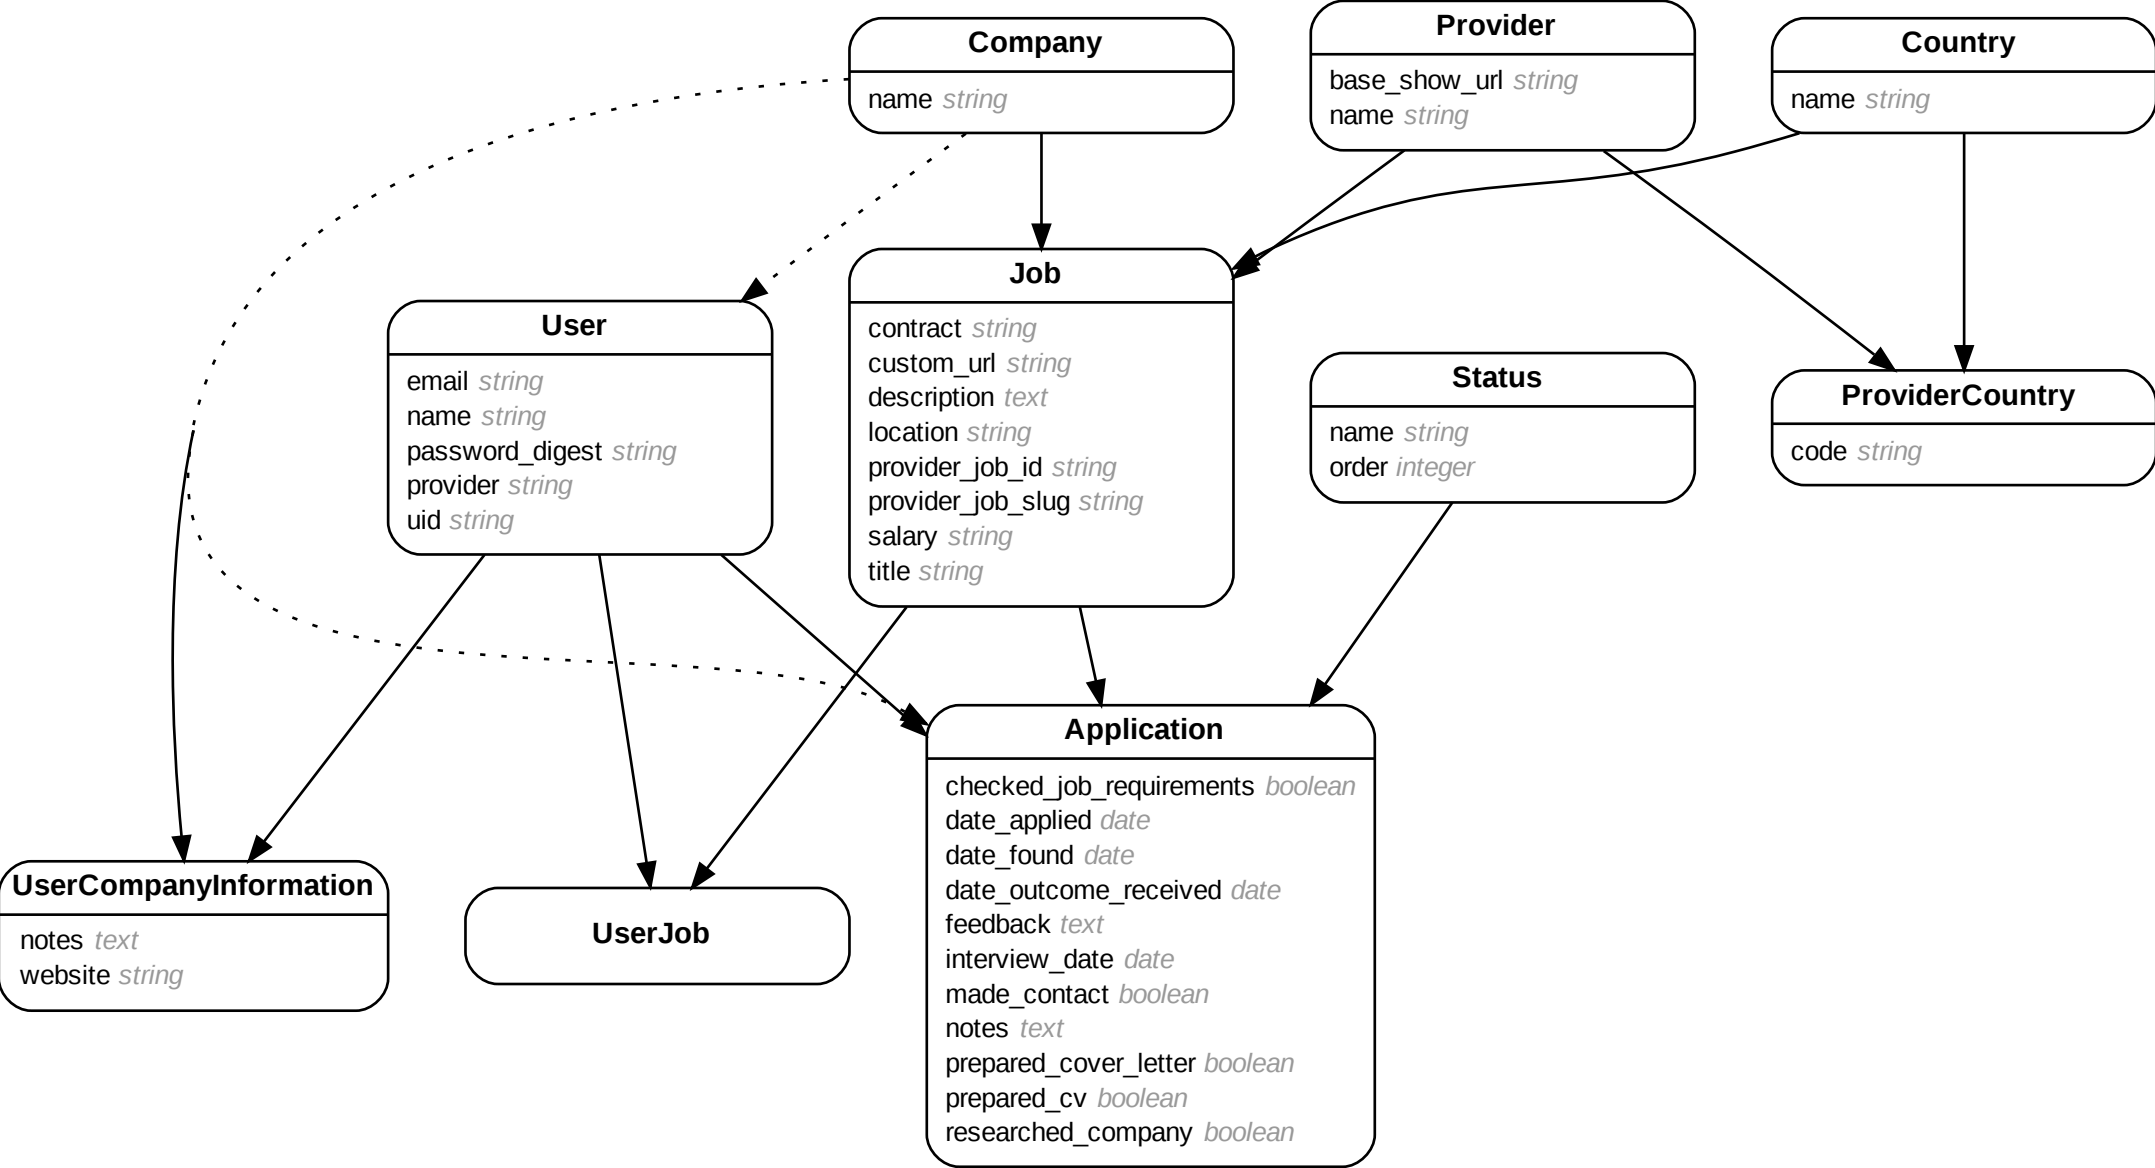 Company
name string
Provider
base_show_url string
name string
Country
name string
User
email string
name string
password_digest string
provider string
uid string
Job
contract string
custom_url string
description text
location string
provider_job_id string
provider_job_slug string
salary string
title string
Status
name string
order integer
ProviderCountry
code string
UserCompanyInformation
notes text
website string
UserJob
Application
checked_job_requirements boolean
date_applied date
date_found date
date_outcome_received date
feedback text
interview_date date
made_contact boolean
notes text
prepared_cover_letter boolean
prepared_cv boolean
researched_company boolean